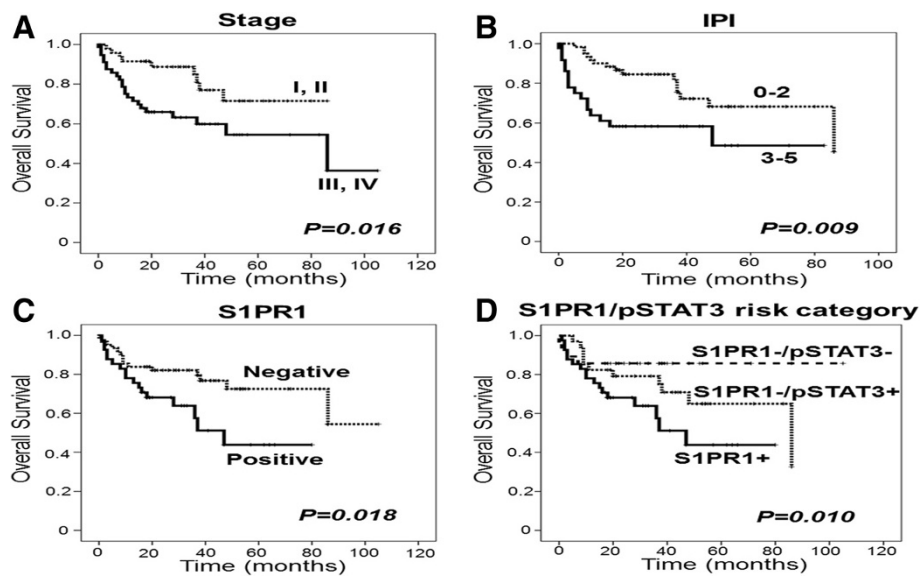 A
Stage
Overall Survival
1.0
0.8
0.6
0.4
0.2
0
I, II
III, IV
P=0.016
0 20 40 60 80 100 120
Time (months)
B
IPI
Overall Survival
1.0
0.8
0.6
0.4
0.2
0
0-2
3-5
P=0.009
0 20 40 60 80 100
Time (months)
C
S1PR1
Overall Survival
1.0
0.8
0.6
0.4
0.2
0
Negative
Positive
P=0.018
0 20 40 60 80 100 120
Time (months)
D
S1PR1/pSTAT3 risk category
Overall Survival
1.0
0.8
0.6
0.4
0.2
0
S1PR1-/pSTAT3-
S1PR1-/pSTAT3+
S1PR1+
P=0.010
0 20 40 60 80 100 120
Time (months)